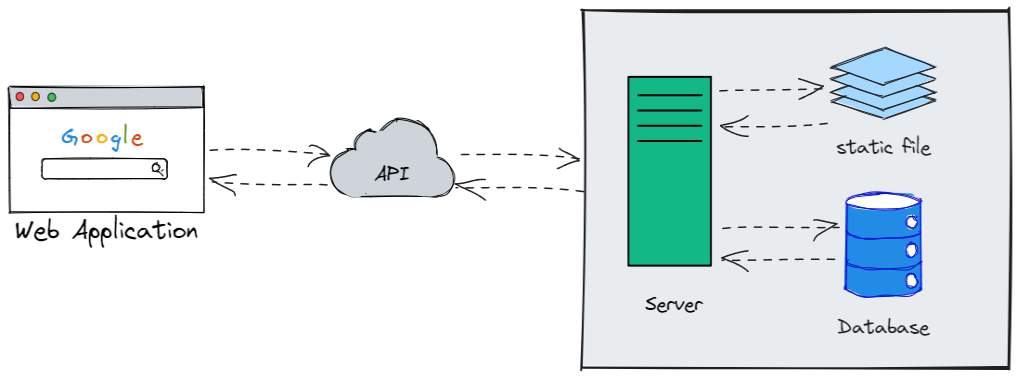 Google
Web Application
API
Server
static file
Database